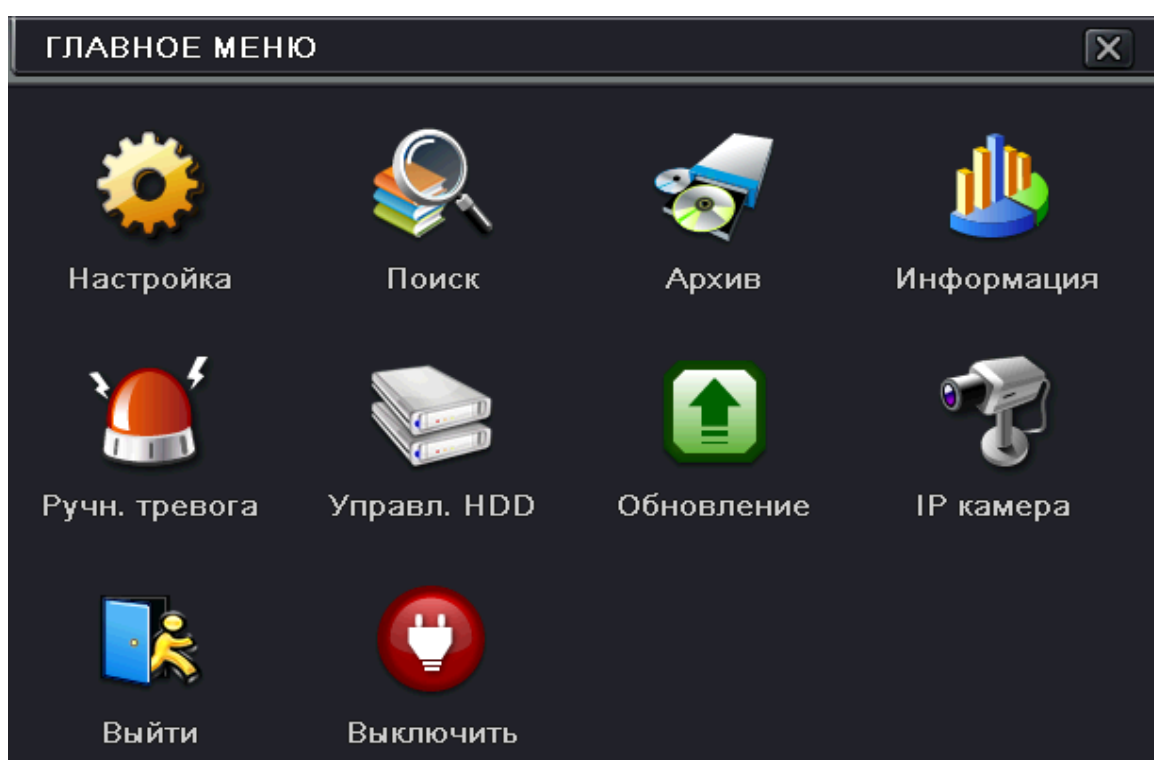 ГЛАВНОЕ МЕНЮ
Настройка Поиск Архив Информация
Ручн. тревога Управл. HDD Обновление IP камера
Выйти Выключить